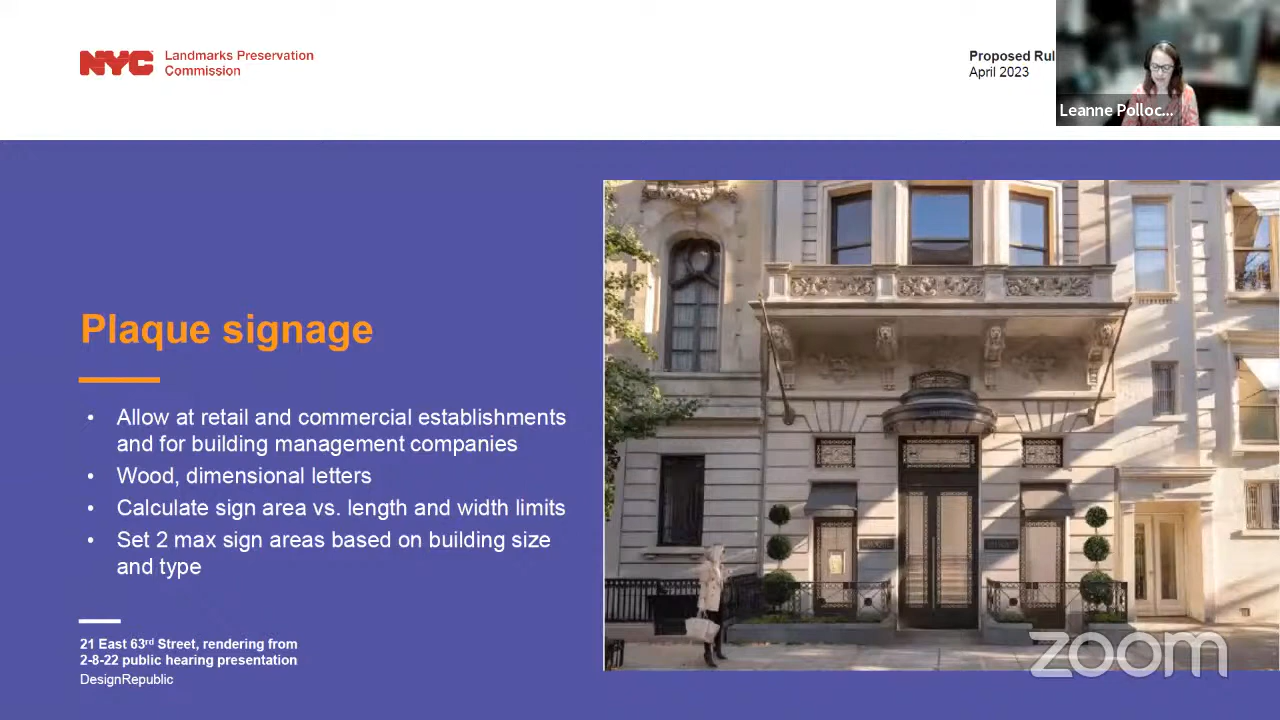 NYC
Landmarks Preservation
Commission
Proposed Rul
April 2023
Leanne Polloc...
Plaque signage
• Allow at retail and commercial establishments
and for building management companies
• Wood, dimensional letters
• Calculate sign area vs. length and width limits
• Set 2 max sign areas based on building size
and type
21 East 63rd Street, rendering from
2-8-22 public hearing presentation
DesignRepublic
zoom